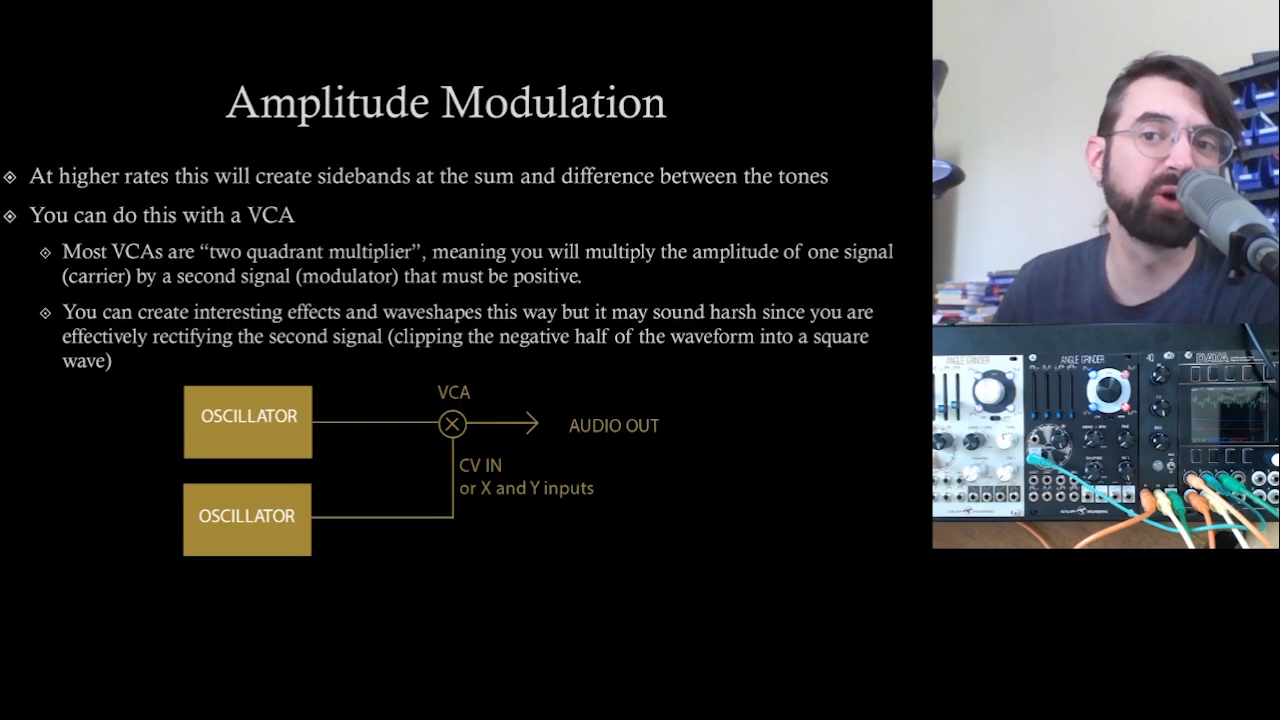 Amplitude Modulation
At higher rates this will create sidebands at the sum and difference between the tones
You can do this with a VCA
Most VCAs are “two quadrant multiplier”, meaning you will multiply the amplitude of one signal
(carrier) by a second signal (modulator) that must be positive.
You can create interesting effects and waveshapes this way but it may sound harsh since you are
effectively rectifying the second signal (clipping the negative half of the waveform into a square
wave)
OSCILLATOR
VCA
AUDIO OUT
CV IN
or X and Y inputs
OSCILLATOR
ANGLE GRINDER
ANGLE GRINDER
DATA